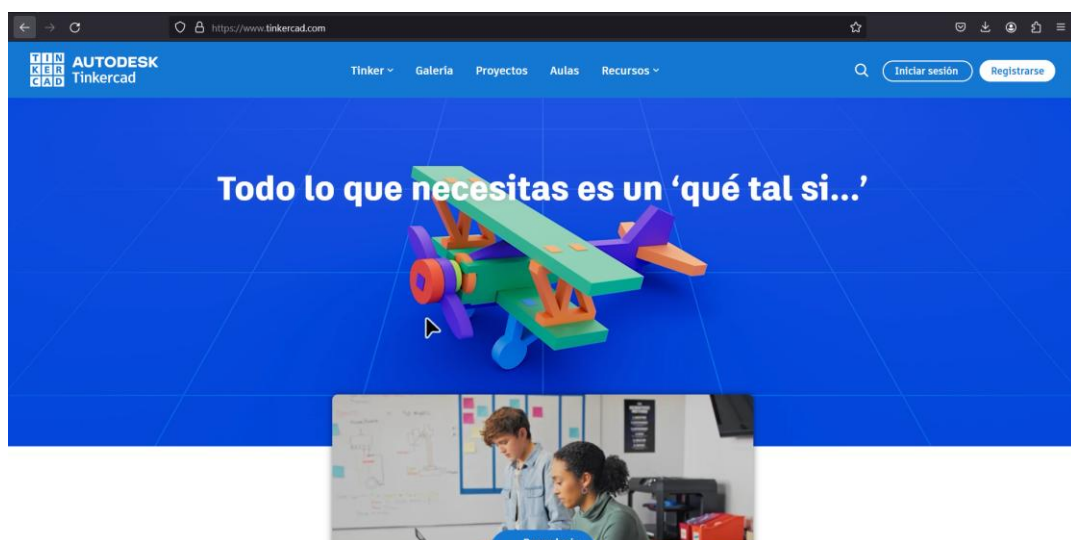 https://www.tinkercad.com
TIN
KER
CAD
AUTODESK
Tinkercad
Tinker
Galería
Proyectos
Aulas
Recursos
Iniciar sesión
Registrarse
Todo lo que necesitas es un ‘qué tal si...’